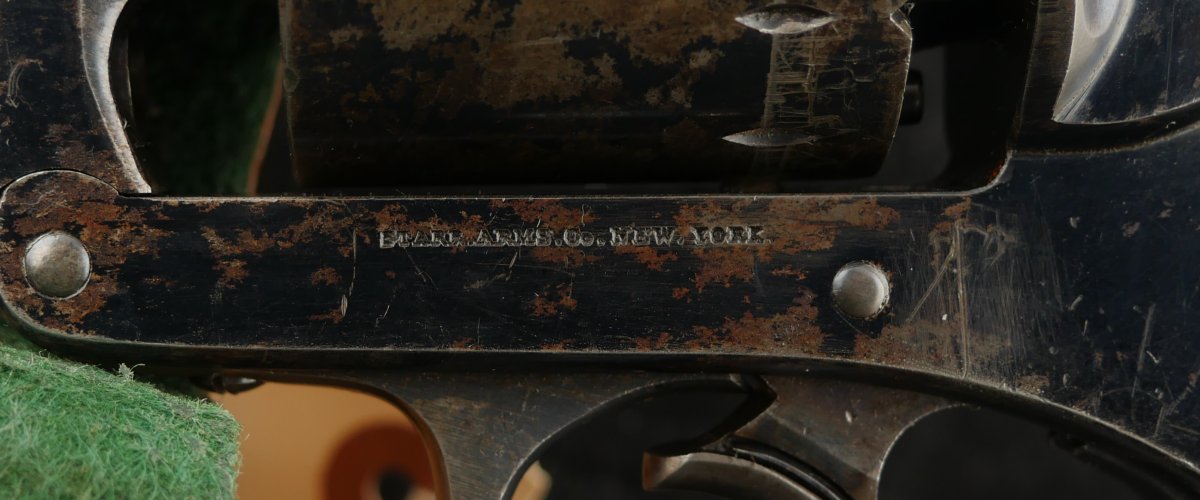 STARR. ARMS. Co. NEW. YORK.